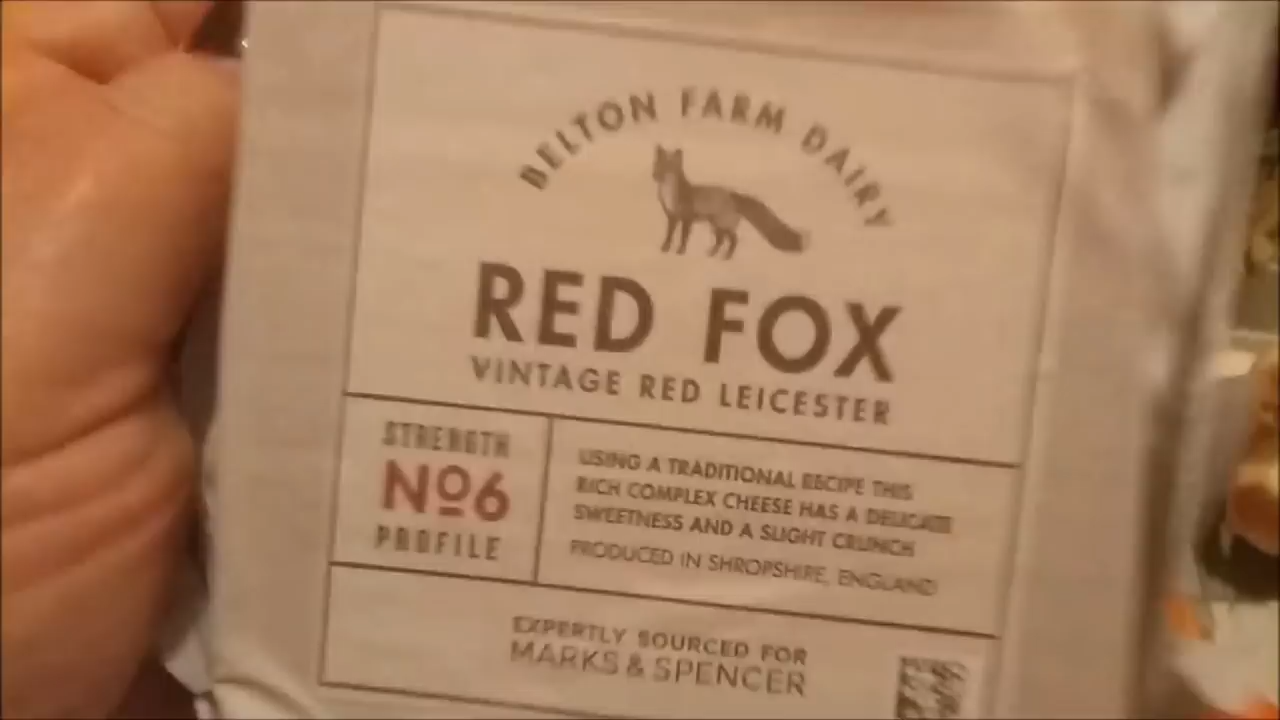 BELTON FARM DAIRY
RED FOX
VINTAGE RED LEICESTER
STRENGTH
No6
PROFILE
USING A TRADITIONAL RECIPE THIS
RICH COMPLEX CHEESE HAS A DELICATE
SWEETNESS AND A SLIGHT CRUNCH
PRODUCED IN SHROPSHIRE, ENGLAND
EXPERTLY SOURCED FOR
MARKS & SPENCER